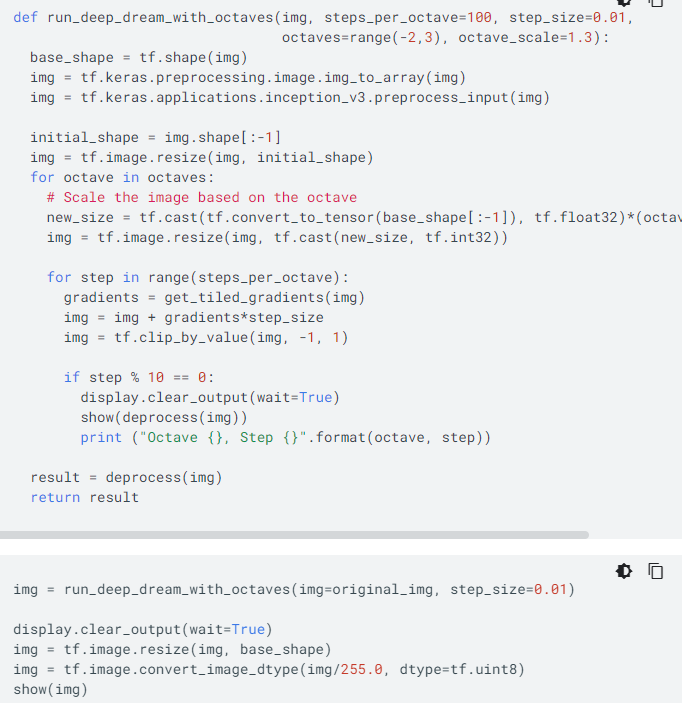 def run_deep_dream_with_octaves(img, steps_per_octave=100, step_size=0.01,
                                octaves=range(-2,3), octave_scale=1.3):
  base_shape = tf.shape(img)
  img = tf.keras.preprocessing.image.img_to_array(img)
  img = tf.keras.applications.inception_v3.preprocess_input(img)

  initial_shape = img.shape[:-1]
  img = tf.image.resize(img, initial_shape)
  for octave in octaves:
    # Scale the image based on the octave
    new_size = tf.cast(tf.convert_to_tensor(base_shape[:-1]), tf.float32)*(octav
    img = tf.image.resize(img, tf.cast(new_size, tf.int32))

    for step in range(steps_per_octave):
      gradients = get_tiled_gradients(img)
      img = img + gradients*step_size
      img = tf.clip_by_value(img, -1, 1)

      if step % 10 == 0:
        display.clear_output(wait=True)
        show(deprocess(img))
        print ("Octave {}, Step {}".format(octave, step))

  result = deprocess(img)
  return result

img = run_deep_dream_with_octaves(img=original_img, step_size=0.01)

display.clear_output(wait=True)
img = tf.image.resize(img, base_shape)
img = tf.image.convert_image_dtype(img/255.0, dtype=tf.uint8)
show(img)